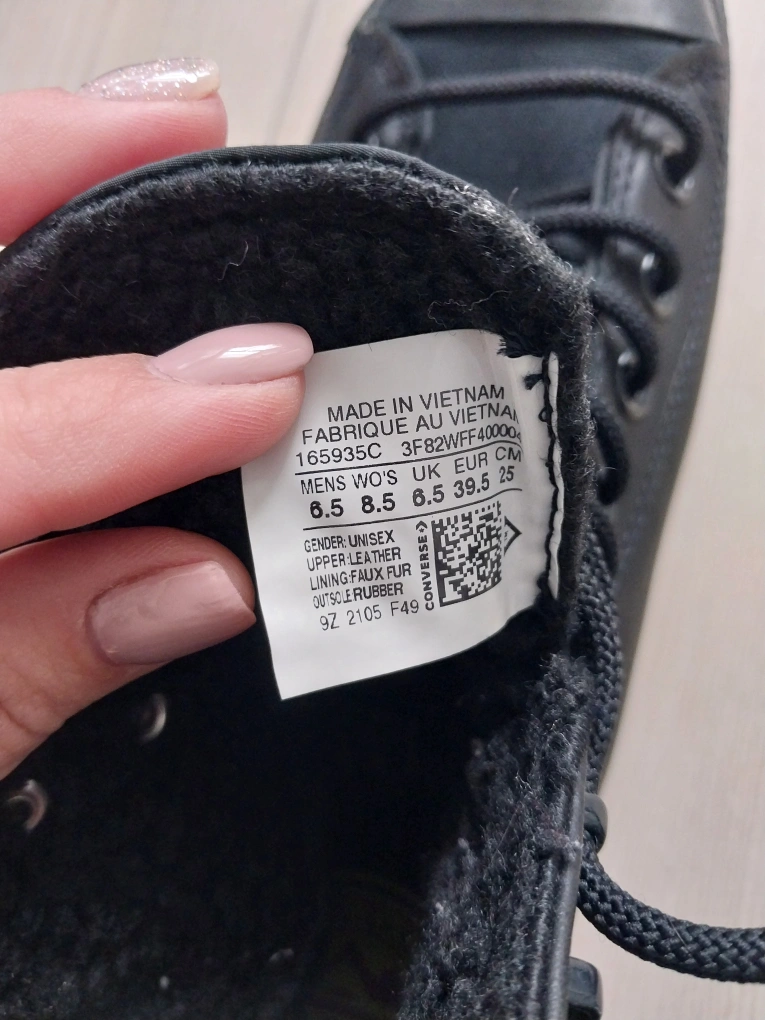 MADE IN VIETNAM
FABRIQUE AU VIETNAM
165935C 3F82WFF40000
MENS WO'S UK EUR CM
6.5 8.5 6.5 39.5 25
GENDER: UNISEX
UPPER:LEATHER
LINING:FAUX FUR
OUTSOLE:RUBBER
9Z 2105 F49
CONVERSE